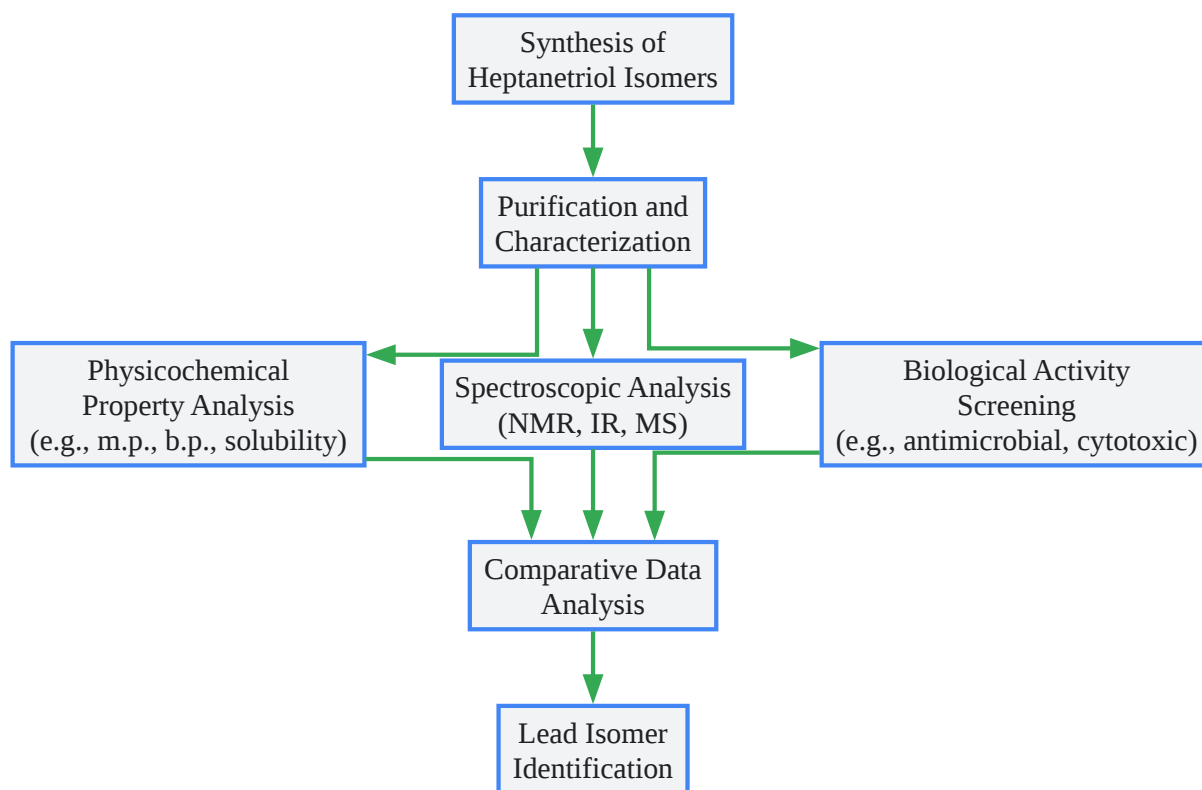 Synthesis of
Heptanetriol Isomers
Purification and
Characterization
Physicochemical
Property Analysis
(e.g., m.p., b.p., solubility)
Spectroscopic Analysis
(NMR, IR, MS)
Biological Activity
Screening
(e.g., antimicrobial, cytotoxic)
Comparative Data
Analysis
Lead Isomer
Identification